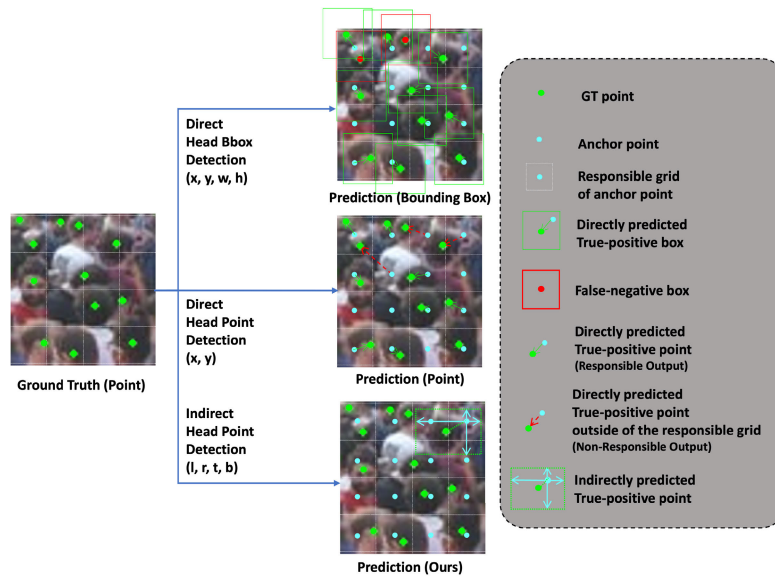 Direct
Head Bbox
Detection
(x, y, w, h)
Prediction (Bounding Box)
Ground Truth (Point)
Direct
Head Point
Detection
(x, y)
Prediction (Point)
Indirect
Head Point
Detection
(l, r, t, b)
Prediction (Ours)
GT point
Anchor point
Responsible grid
of anchor point
Directly predicted
True-positive box
False-negative box
Directly predicted
True-positive point
(Responsible Output)
Directly predicted
True-positive point
outside of the responsible grid
(Non-Responsible Output)
Indirectly predicted
True-positive point